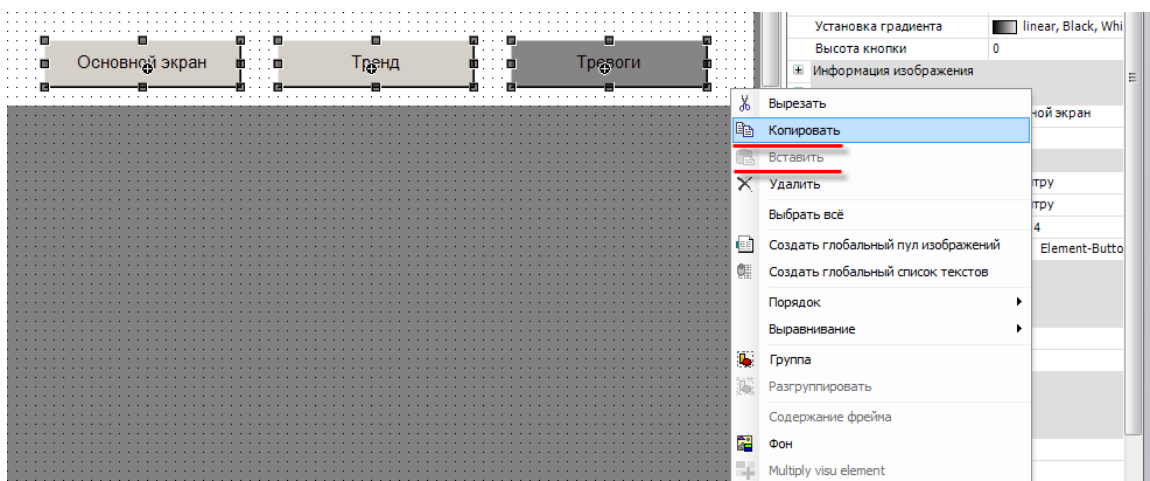 Установка градиента linear, Black, Whi
Высота кнопки 0
Информация изображения
Основной экран Тренд Тревоги
Вырезать
ной экран
Копировать
Вставить
Удалить
тру
тру
Выбрать всё
4
Создать глобальный пул изображений
Element-Butto
Создать глобальный список текстов
Порядок
Выравнивание
Группа
Разгруппировать
Содержание фрейма
Фон
Multiply visu element